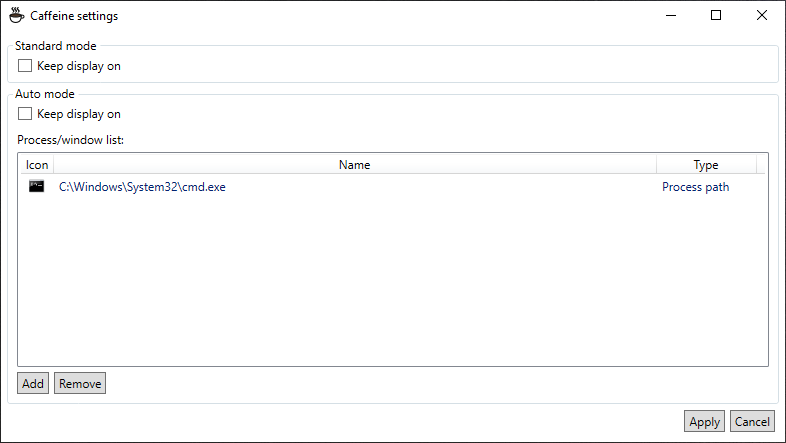 Caffeine settings
Standard mode
Keep display on
Auto mode
Keep display on
Process/window list:
Icon Name Type
C:\Windows\System32\cmd.exe Process path
Add Remove
Apply Cancel